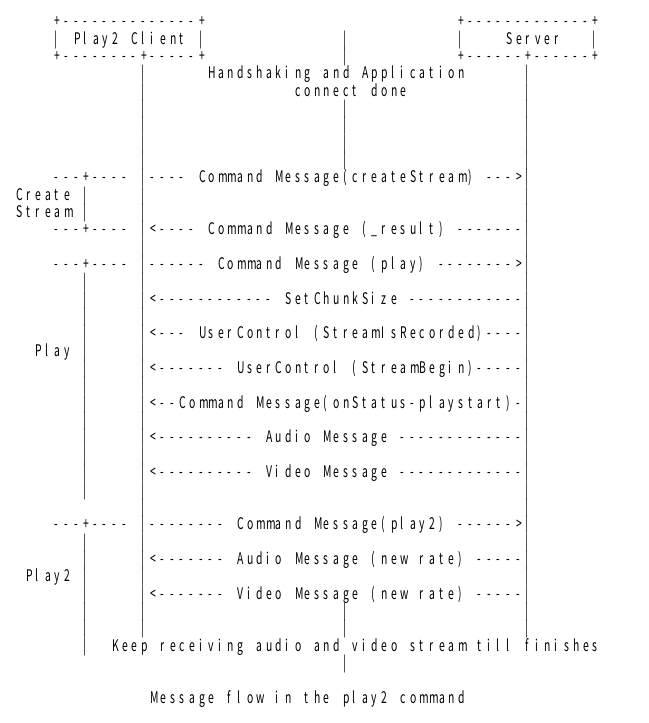 Play2 Client
Server
Handshaking and Application
connect done
Command Message(createStream)
Create
Stream
Command Message (_result)
Command Message (play)
SetChunkSize
UserControl (StreamIsRecorded)
Play
UserControl (StreamBegin)
Command Message(onStatus-playstart)
Audio Message
Video Message
Command Message(play2)
Audio Message (new rate)
Play2
Video Message (new rate)
Keep receiving audio and video stream till finishes
Message flow in the play2 command